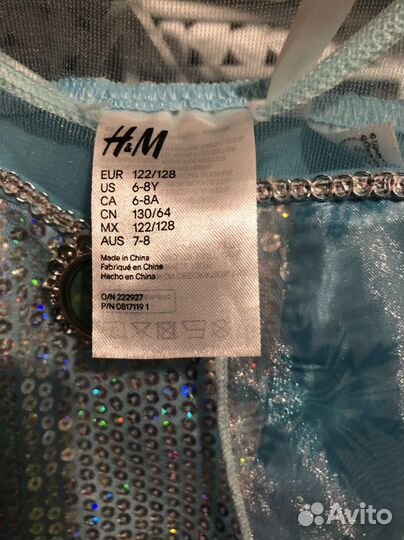 H&M
EUR 122/128
US 6-8Y
CA 6-8A
CN 130/64
MX 122/128
AUS 7-8
Made in China
Fabriqué en Chine
Hecho en China
O/N 222927
P/N 0817119 1
Avito